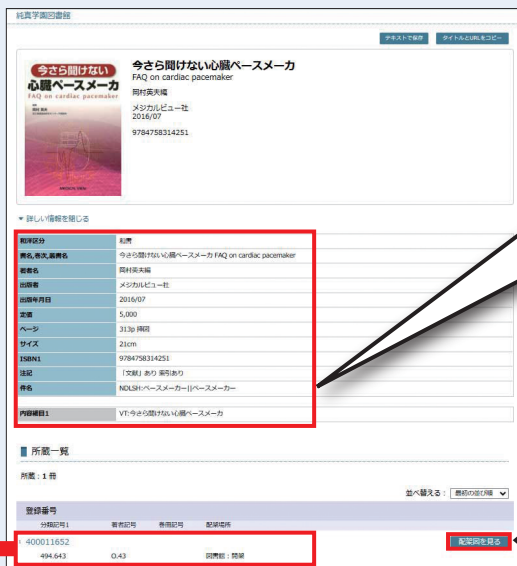 純真学園図書館
テキストで保存 タイトルとURLをコピー
今さら聞けない
心臓ペースメーカ
FAQ on cardiac pacemaker
今さら聞けない心臓ペースメーカ
FAQ on cardiac pacemaker
岡村英夫編
メジカルビュー社
2016/07
9784758314251
▼ 詳しい情報を閉じる
和洋区分 和書
書名,巻次,叢書名 今さら聞けない心臓ペースメーカ FAQ on cardiac pacemaker
著者名 岡村英夫編
出版者 メジカルビュー社
出版年月日 2016/07
定価 5,000
ページ 313p 挿図
サイズ 21cm
ISBN1 9784758314251
注記 「文献」あり 索引あり
件名 NDLSH:ペースメーカー||ペースメーカー
内容細目1 VT:今さら聞けない心臓ペースメーカ
所蔵一覧
所蔵：1 冊
並べ替える： 最初の並び順
登録番号
分類記号1 著者記号 巻冊記号 配架場所
400011652 配架図を見る
494.643 O.43 図書館：開架